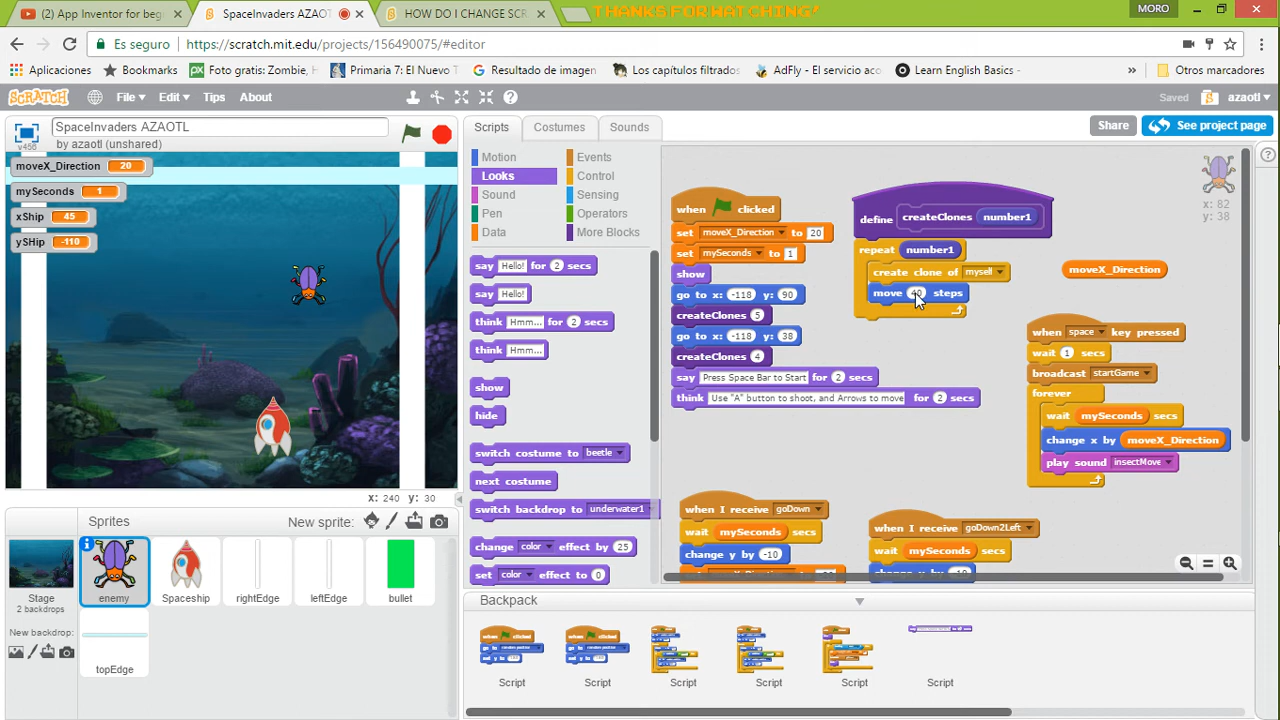 (2) App Inventor for beg
SpaceInvaders AZAOT
HOW DO I CHANGE SCR
THANKS FOR WATCHING'
MORO
Es seguro
https://scratch.mit.edu/projects/156490075/#editor
Aplicaciones
Bookmarks
Foto gratis: Zombie, H
Primaria 7: El Nuevo T
Resultado de imagen
Los capítulos filtrados
AdFly - El servicio aco
Learn English Basics -
Otros marcadores
SCRATCH
File
Edit
Tips
About
Saved
azaotl
SpaceInvaders AZAOTL
by azaotl (unshared)
v456
Scripts
Costumes
Sounds
Share
See project page
moveX_Direction 20
mySeconds 1
xShip 45
yShip -110
x: 240 y: 30
Motion
Looks
Sound
Pen
Data
Events
Control
Sensing
Operators
More Blocks
say Hello! for 2 secs
say Hello!
think Hmm... for 2 secs
think Hmm...
show
hide
switch costume to beetle
next costume
switch backdrop to underwater1
change color effect by 25
set color effect to 0
when clicked
set moveX_Direction to 20
set mySeconds to 1
show
go to x: -118 y: 90
createClones 5
go to x: -118 y: 38
createClones 4
say Press Space Bar to Start for 2 secs
think Use "A" button to shoot, and Arrows to move for 2 secs
define createClones number1
repeat number1
create clone of myself
move 40 steps
moveX_Direction
x: 82
y: 38
when space key pressed
wait 1 secs
broadcast startGame
forever
wait mySeconds secs
change x by moveX_Direction
play sound insectMove
when I receive goDown
wait mySeconds secs
change y by -10
when I receive goDown2Left
wait mySeconds secs
change y by -10
Sprites
New sprite:
Stage
2 backdrops
New backdrop:
enemy
Spaceship
rightEdge
leftEdge
bullet
topEdge
Backpack
Script
Script
Script
Script
Script
Script